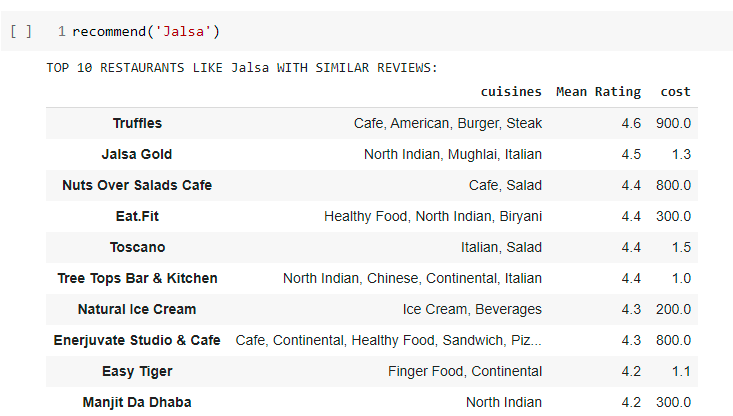 [ ] 1 recommend('Jalsa')
TOP 10 RESTAURANTS LIKE Jalsa WITH SIMILAR REVIEWS:
cuisines Mean Rating cost
Truffles Cafe, American, Burger, Steak 4.6 900.0
Jalsa Gold North Indian, Mughlai, Italian 4.5 1.3
Nuts Over Salads Cafe Cafe, Salad 4.4 800.0
Eat.Fit Healthy Food, North Indian, Biryani 4.4 300.0
Toscano Italian, Salad 4.4 1.5
Tree Tops Bar & Kitchen North Indian, Chinese, Continental, Italian 4.4 1.0
Natural Ice Cream Ice Cream, Beverages 4.3 200.0
Enerjuvate Studio & Cafe Cafe, Continental, Healthy Food, Sandwich, Piz... 4.3 800.0
Easy Tiger Finger Food, Continental 4.2 1.1
Manjit Da Dhaba North Indian 4.2 300.0